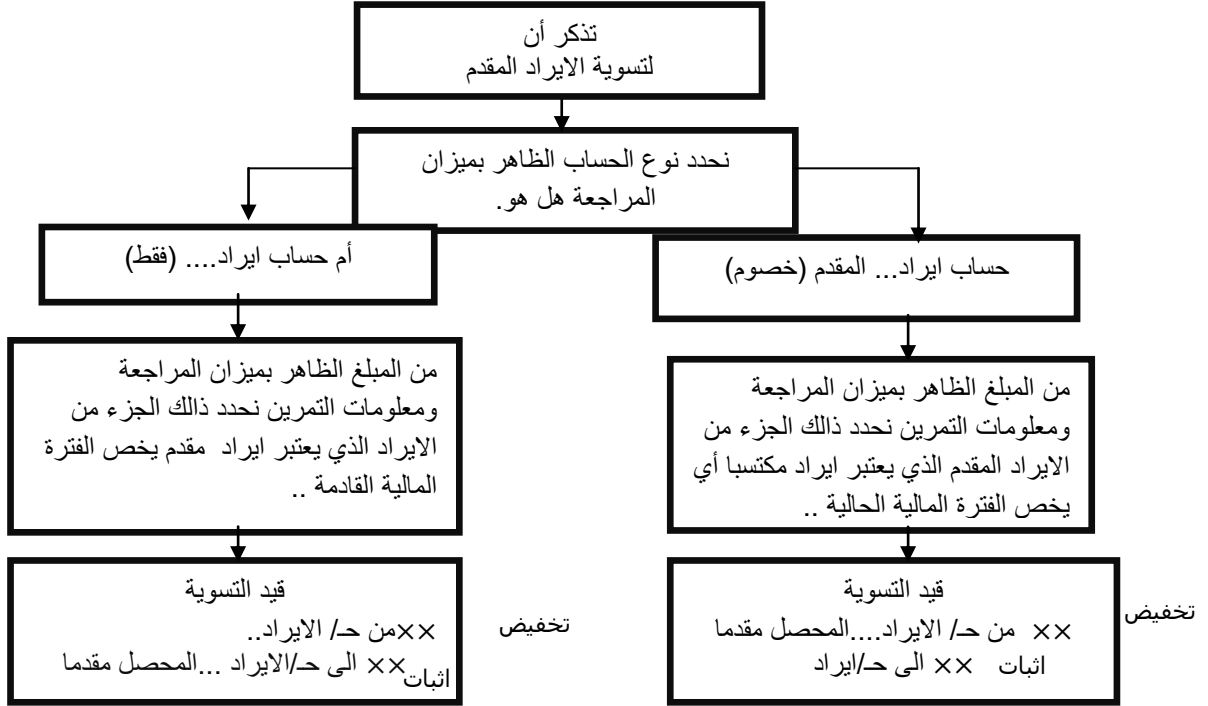 تذكر أن
لتسوية الايراد المقدم
نحدد نوع الحساب الظاهر بميزان
المراجعة هل هو.
حساب ايراد... المقدم (خصوم)
أم حساب ايراد.... (فقط)
من المبلغ الظاهر بميزان المراجعة
ومعلومات التمرين نحدد ذالك الجزء من
الايراد المقدم الذي يعتبر ايراد مكتسبا أي
يخص الفترة المالية الحالية ..
من المبلغ الظاهر بميزان المراجعة
ومعلومات التمرين نحدد ذالك الجزء من
الايراد الذي يعتبر ايراد مقدم يخص الفترة
المالية القادمة ..
قيد التسوية
×× من حـ/ الايراد....المحصل مقدما
اثبات ×× الى حـ/ايراد
تخفيض
قيد التسوية
××من حـ/ الايراد..
اثبات×× الى حـ/الايراد ...المحصل مقدما
تخفيض